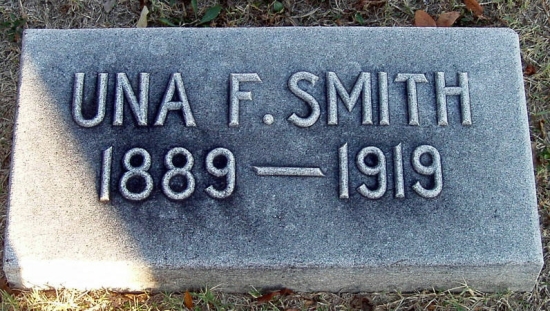 UNA F. SMITH
1889 — 1919